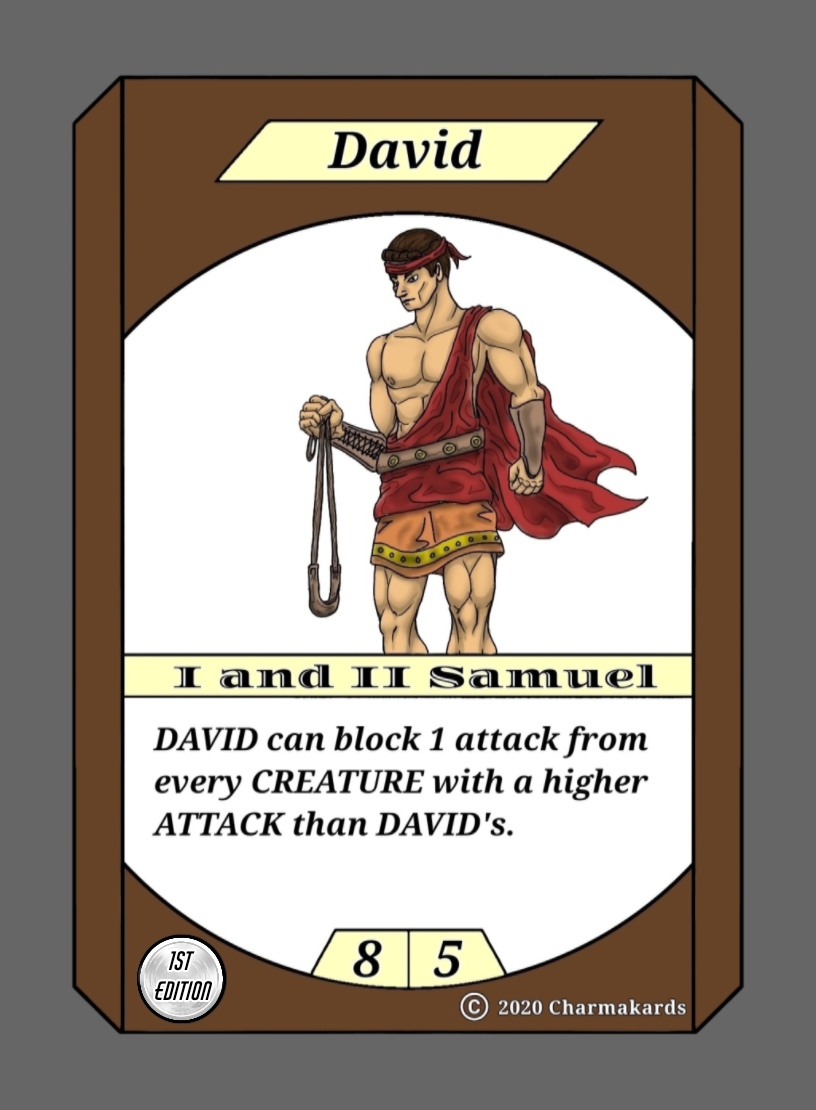 David
I and II Samuel
DAVID can block 1 attack from
every CREATURE with a higher
ATTACK than DAVID's.
8 5
1ST
EDITION
© 2020 Charmakards